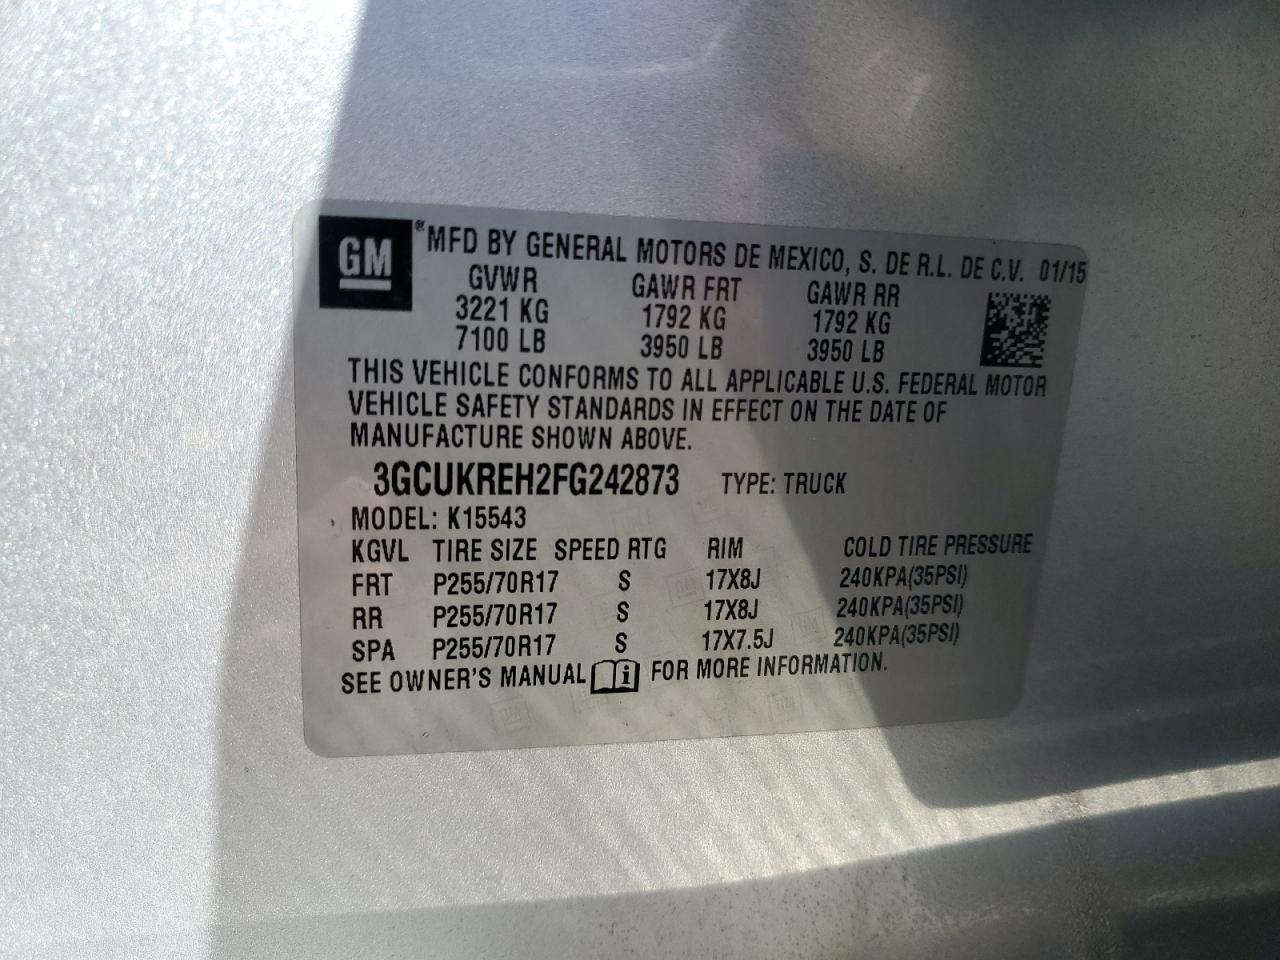 GM ® MFD BY GENERAL MOTORS DE MEXICO, S. DE R.L. DE C.V. 01/15
GVWR GAWR FRT GAWR RR
3221 KG 1792 KG 1792 KG
7100 LB 3950 LB 3950 LB
THIS VEHICLE CONFORMS TO ALL APPLICABLE U.S. FEDERAL MOTOR
VEHICLE SAFETY STANDARDS IN EFFECT ON THE DATE OF
MANUFACTURE SHOWN ABOVE.
3GCUKREH2FG242873 TYPE: TRUCK
MODEL: K15543
KGVL TIRE SIZE SPEED RTG RIM COLD TIRE PRESSURE
FRT P255/70R17 S 17X8J 240KPA(35PSI)
RR P255/70R17 S 17X8J 240KPA(35PSI)
SPA P255/70R17 S 17X7.5J 240KPA(35PSI)
SEE OWNER'S MANUAL i FOR MORE INFORMATION.